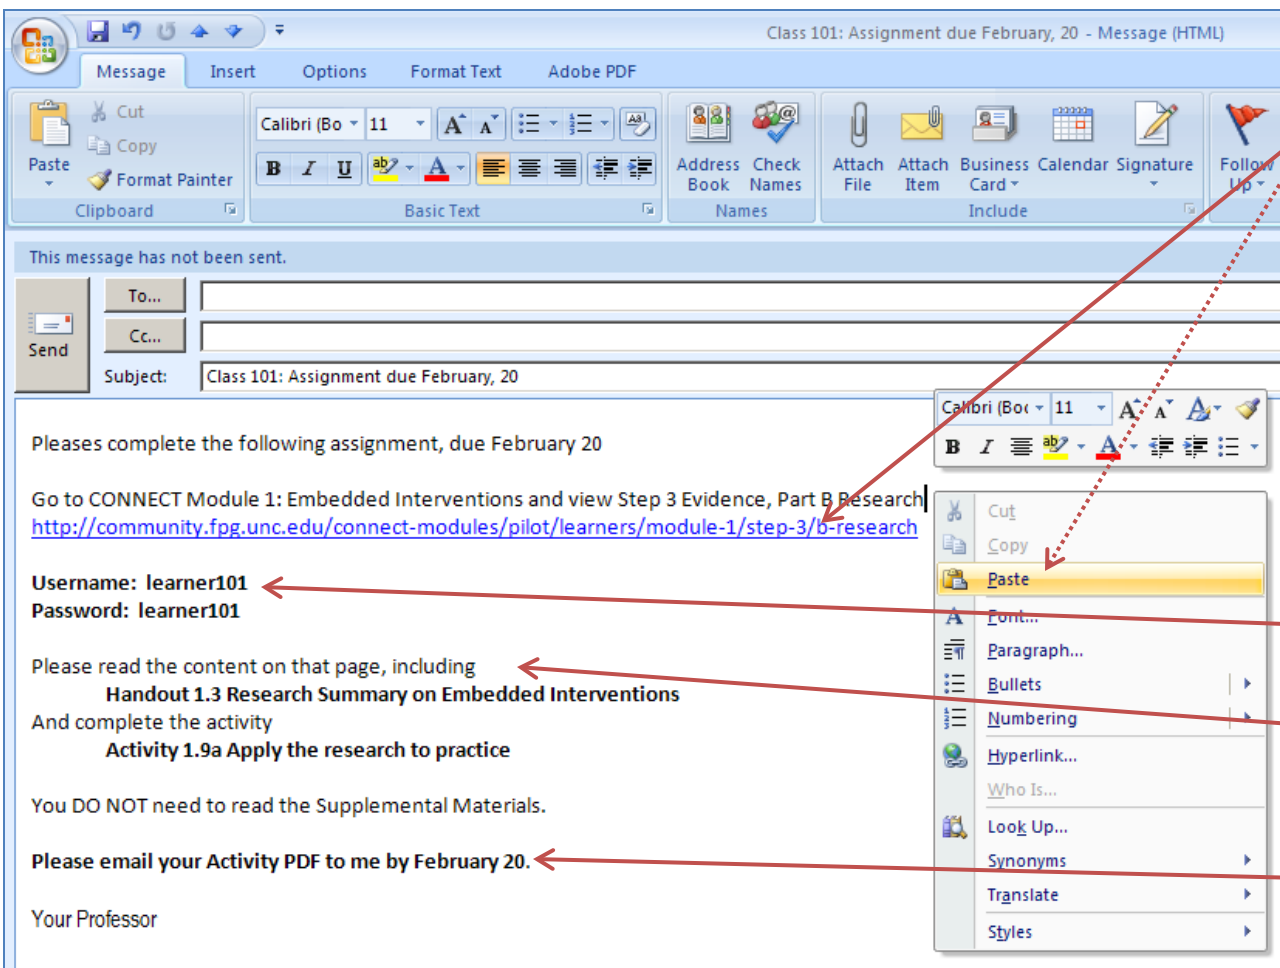 Class 101: Assignment due February, 20 - Message (HTML)
Message Insert Options Format Text Adobe PDF
Paste
Cut
Copy
Format Painter
Clipboard
Calibri (Bo 11
B I U
Basic Text
Address Book
Check Names
Names
Attach File
Attach Item
Business Card
Calendar
Signature
Include
Follow Up
This message has not been sent.
Send
To...
Cc...
Subject: Class 101: Assignment due February, 20
Pleases complete the following assignment, due February 20
Go to CONNECT Module 1: Embedded Interventions and view Step 3 Evidence, Part B Research
http://community.fpg.unc.edu/connect-modules/pilot/learners/module-1/step-3/b-research
Username: learner101
Password: learner101
Please read the content on that page, including
Handout 1.3 Research Summary on Embedded Interventions
And complete the activity
Activity 1.9a Apply the research to practice
You DO NOT need to read the Supplemental Materials.
Please email your Activity PDF to me by February 20.
Your Professor
Calibri (Boc 11
B I
Cut
Copy
Paste
Font...
Paragraph...
Bullets
Numbering
Hyperlink...
Who Is...
Look Up...
Synonyms
Translate
Styles